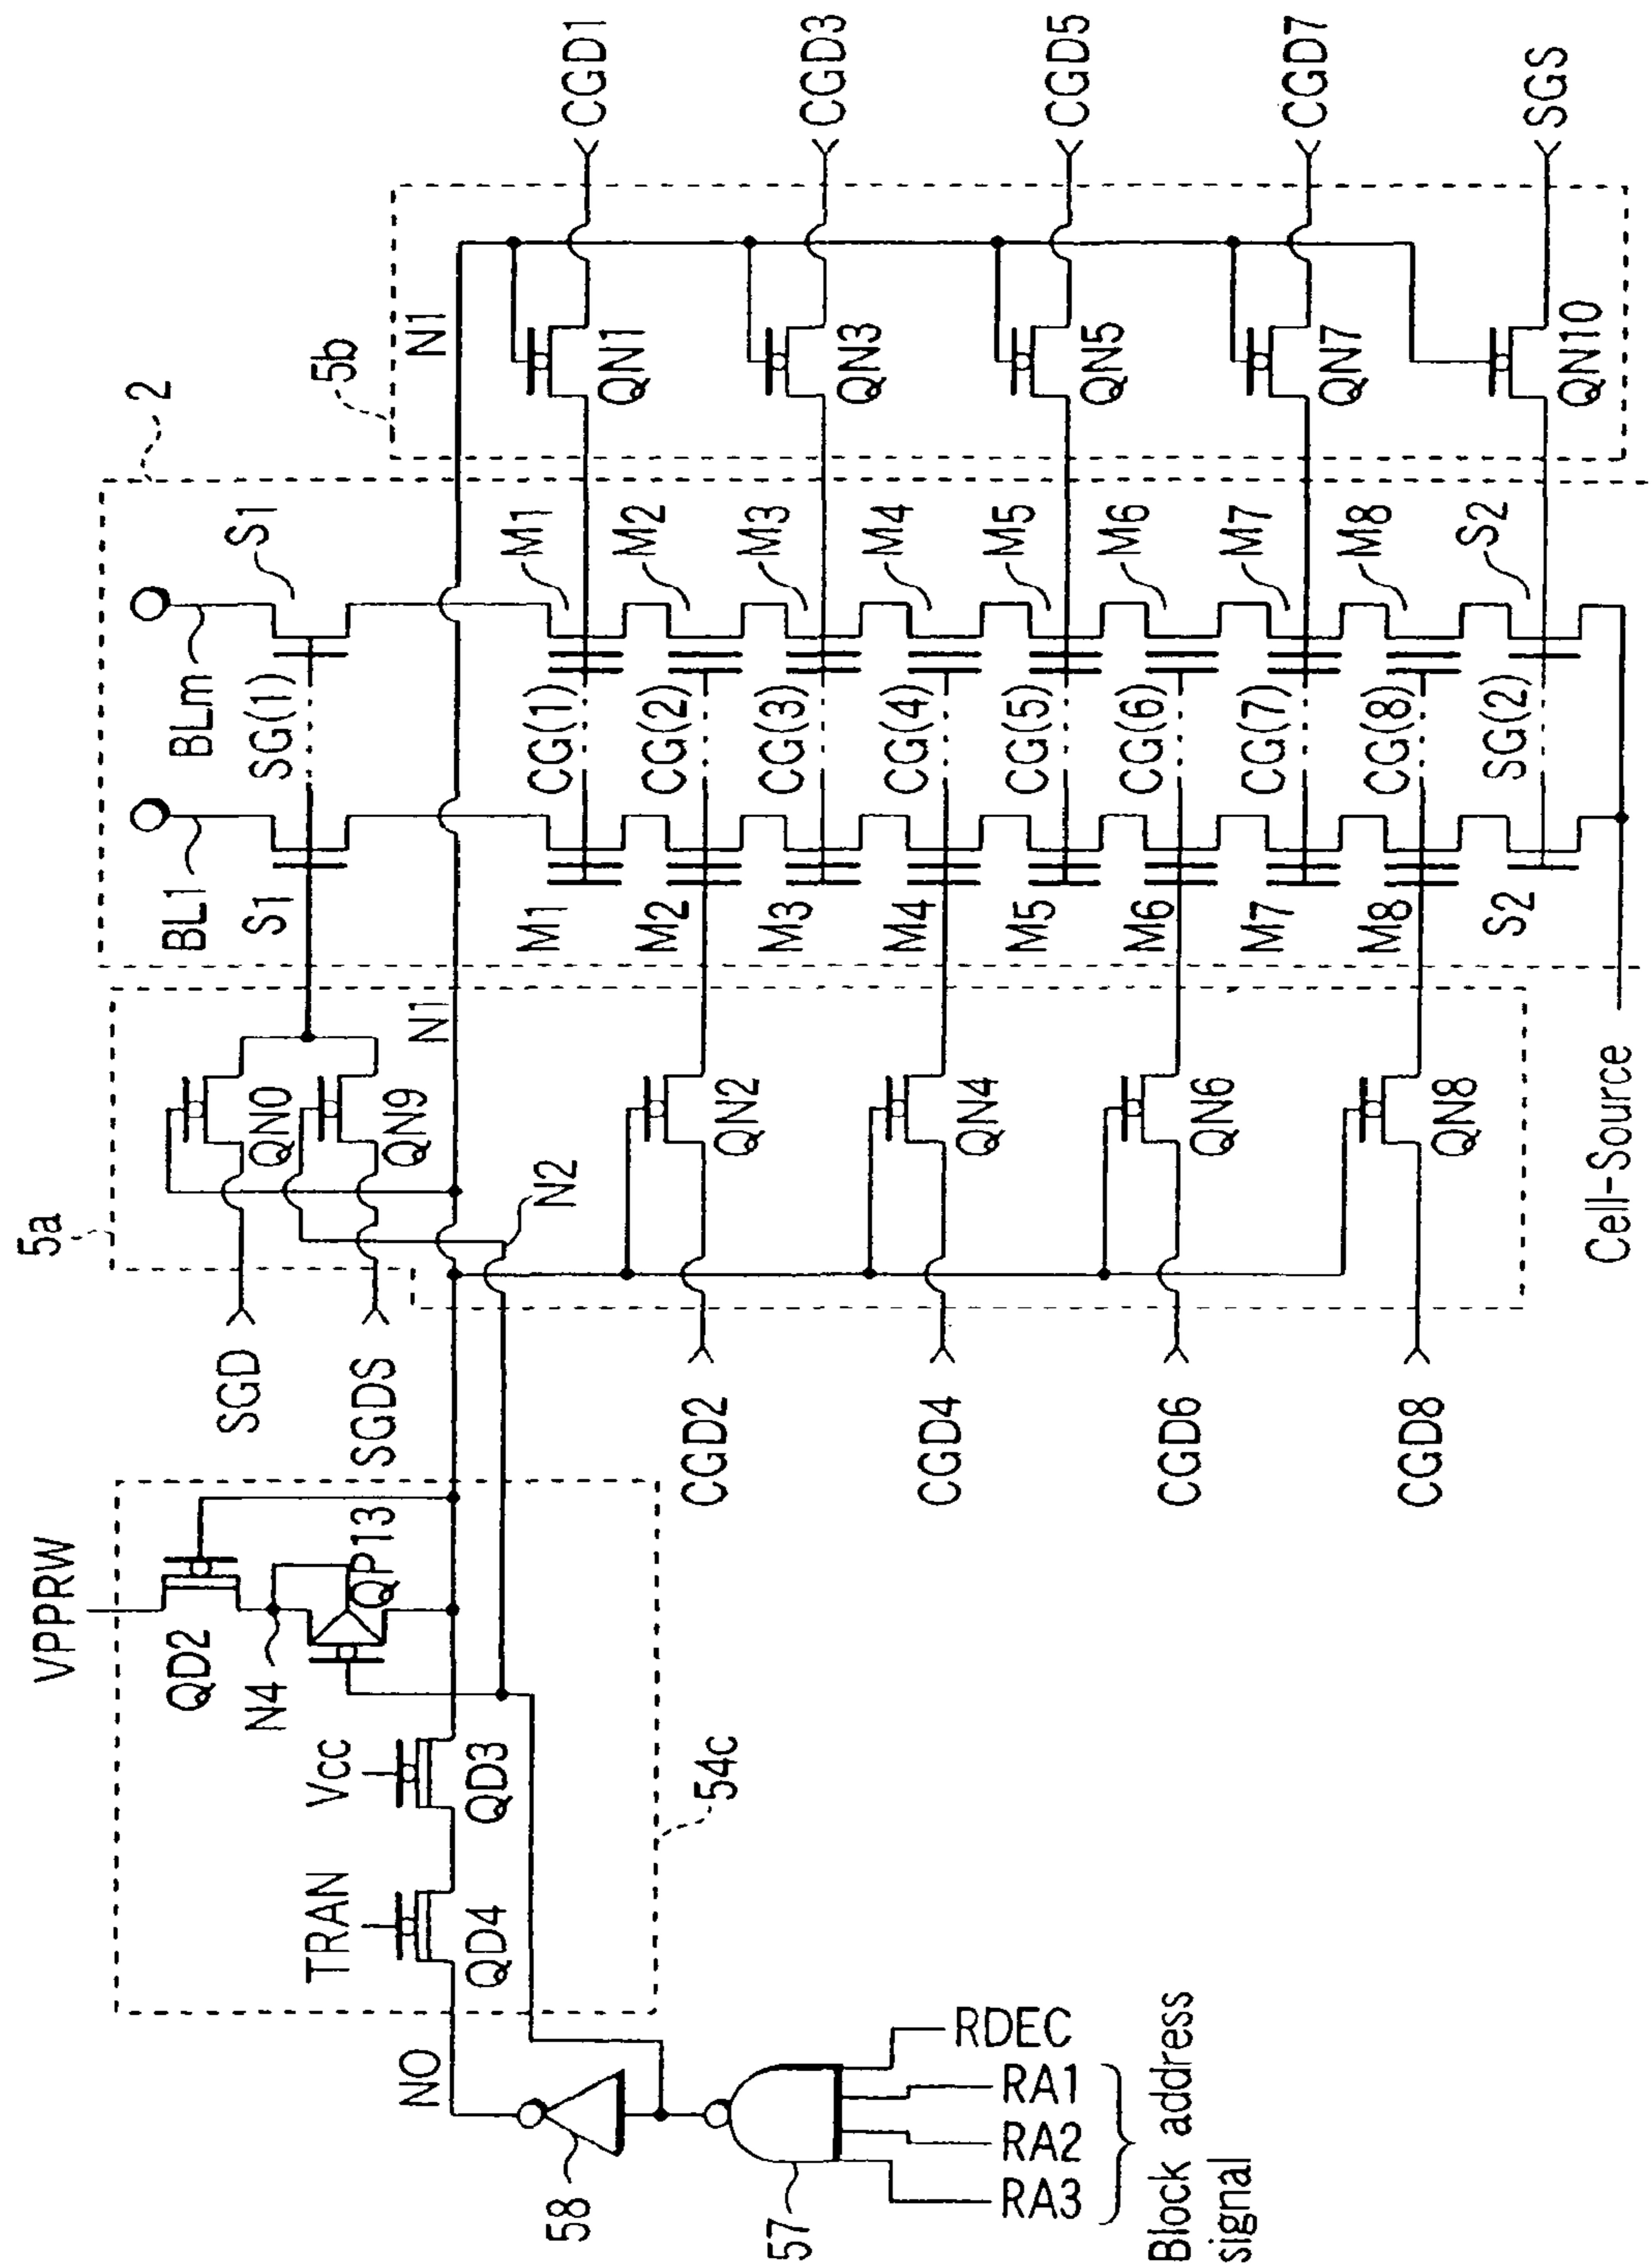 VPPRW
QD2
N4
QP13
Vcc
QD3
TRAN
QD4
54c
NO
58
57
RDEC
RA1
RA2
RA3
Block address
signal
5a
SGD
SGDS
QN0
QN9
N1
N2
CGD2
QN2
CGD4
QN4
CGD6
QN6
CGD8
QN8
Cell-Source
2
BL1
BLm
S1
S1
SG(1)
M1
CG(1)
M1
M2
CG(2)
M2
M3
CG(3)
M3
M4
CG(4)
M4
M5
CG(5)
M5
M6
CG(6)
M6
M7
CG(7)
M7
M8
CG(8)
M8
S2
SG(2)
S2
5b
N1
QN1
CGD1
QN3
CGD3
QN5
CGD5
QN7
CGD7
QN10
SGS